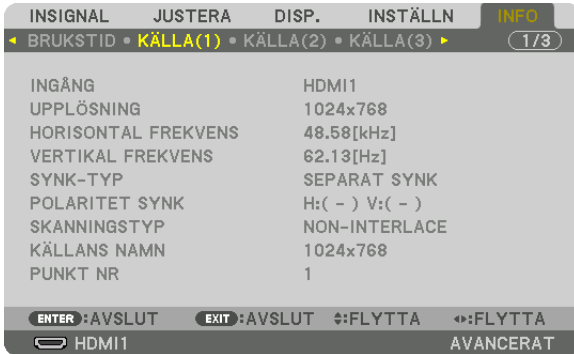 INSIGNAL JUSTERA DISP. INSTÄLLN INFO
BRUKSTID • KÄLLA(1) • KÄLLA(2) • KÄLLA(3) 1/3
INGÅNG HDMI1
UPPLÖSNING 1024x768
HORISONTAL FREKVENS 48.58[kHz]
VERTIKAL FREKVENS 62.13[Hz]
SYNK-TYP SEPARAT SYNK
POLARITET SYNK H:( - ) V:( - )
SKANNINGSTYP NON-INTERLACE
KÄLLANS NAMN 1024x768
PUNKT NR 1
ENTER :AVSLUT EXIT :AVSLUT :FLYTTA :FLYTTA
HDMI1 AVANCERAT